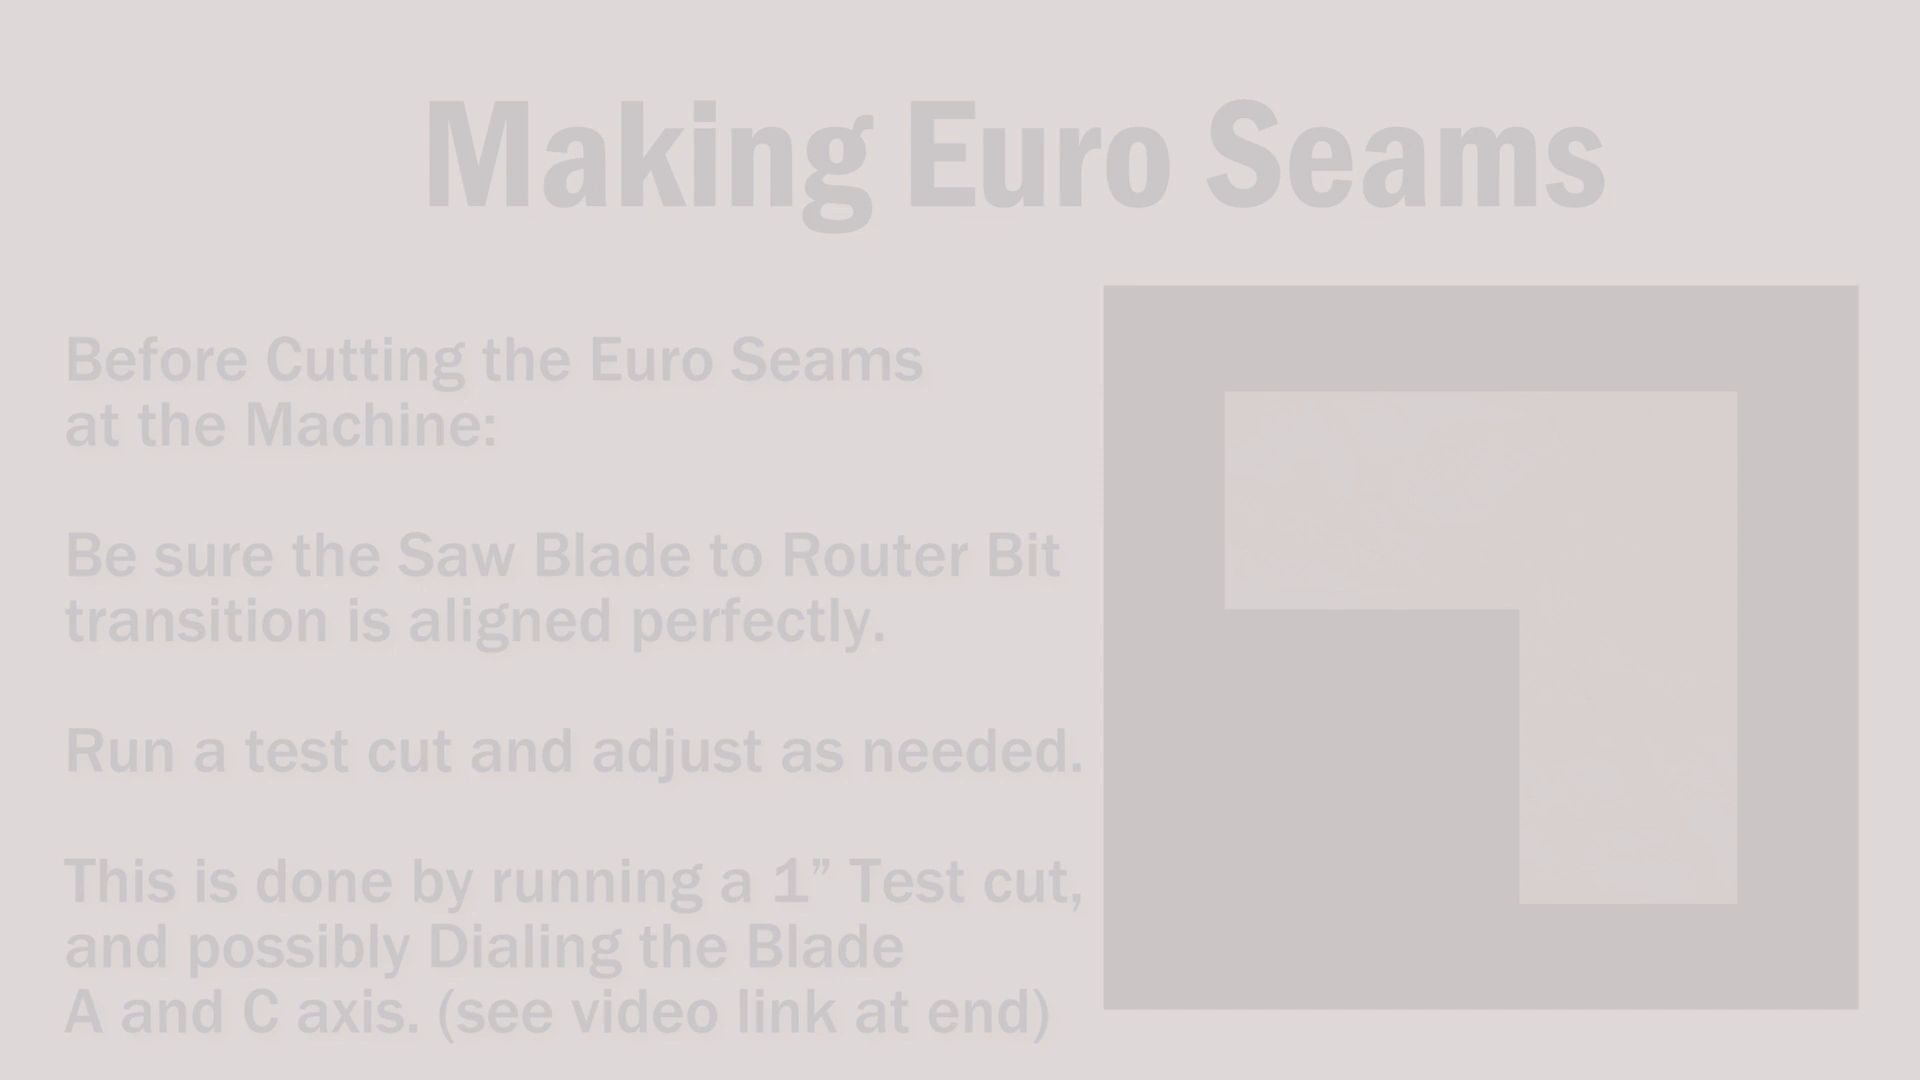 Making Euro Seams
Before Cutting the Euro Seams
at the Machine:
Be sure the Saw Blade to Router Bit
transition is aligned perfectly.
Run a test cut and adjust as needed.
This is done by running a 1” Test cut,
and possibly Dialing the Blade
A and C axis. (see video link at end)